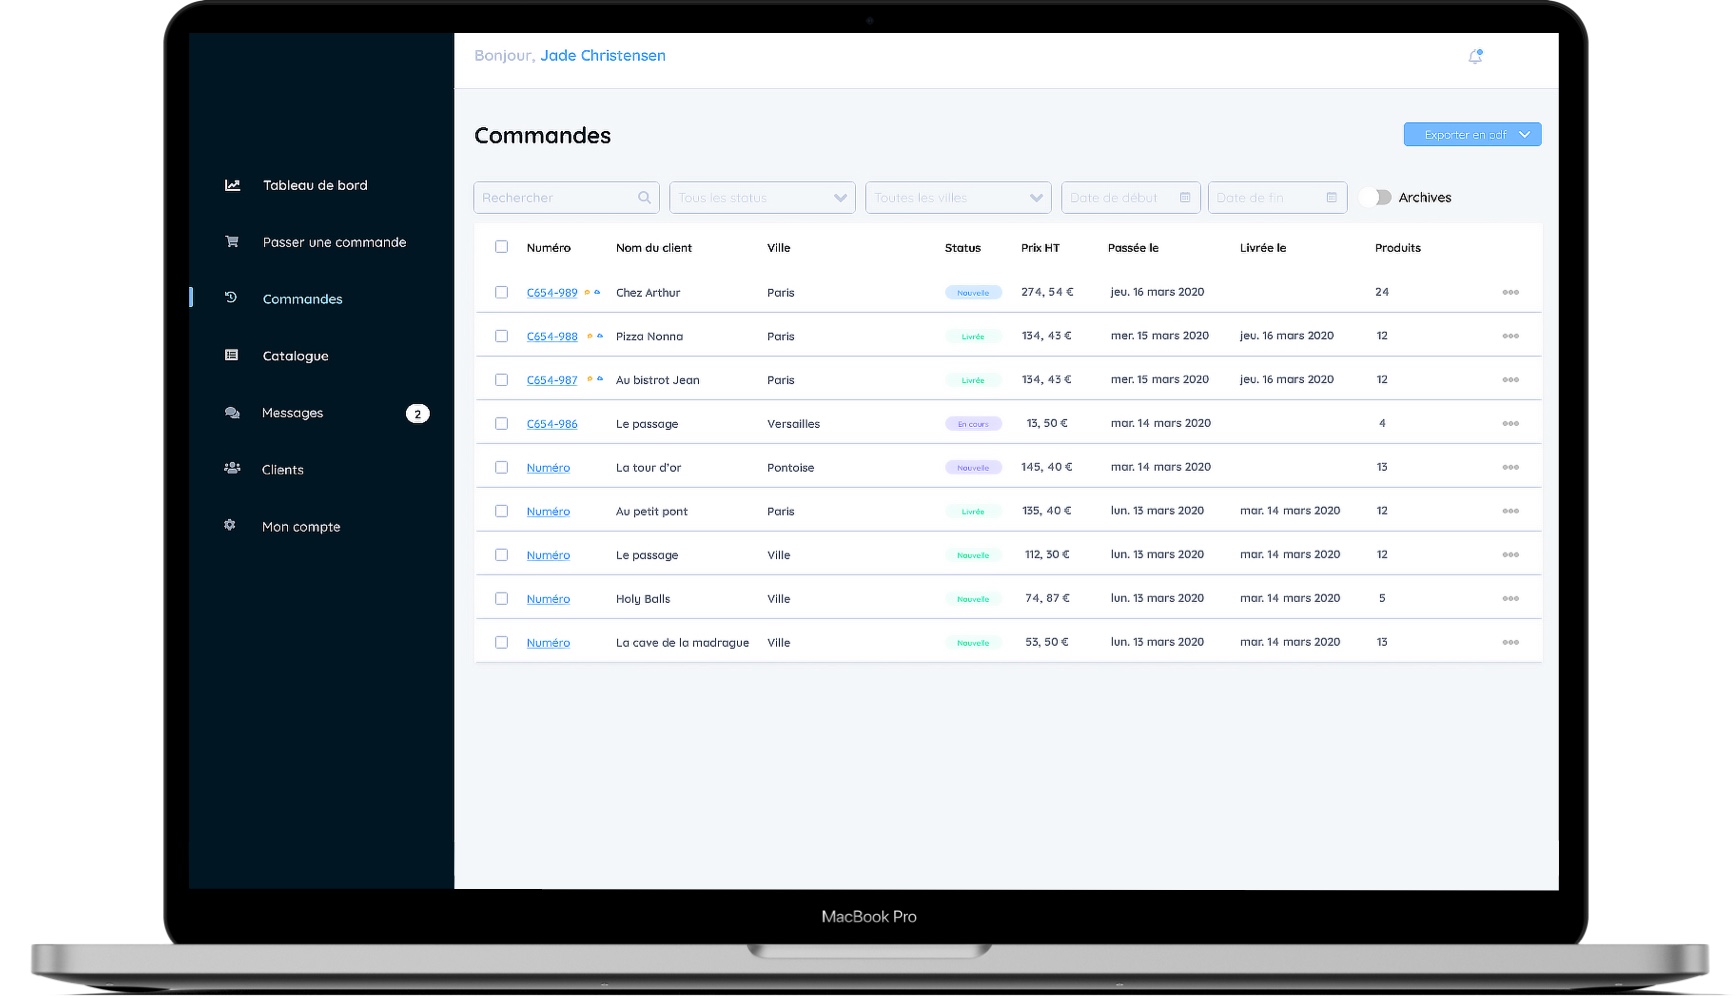 Bonjour, Jade Christensen
Commandes
Exporter en pdf
Tableau de bord
Passer une commande
Commandes
Catalogue
Messages 2
Clients
Mon compte
Rechercher Tous les status Toutes les villes Date de début Date de fin Archives
Numéro Nom du client Ville Status Prix HT Passée le Livrée le Produits
C654-989 Chez Arthur Paris Nouvelle 274, 54 € jeu. 16 mars 2020 24
C654-988 Pizza Nonna Paris Livrée 134, 43 € mer. 15 mars 2020 jeu. 16 mars 2020 12
C654-987 Au bistrot Jean Paris Livrée 134, 43 € mer. 15 mars 2020 jeu. 16 mars 2020 12
C654-986 Le passage Versailles En cours 13, 50 € mar. 14 mars 2020 4
Numéro La tour d'or Pontoise Nouvelle 145, 40 € mar. 14 mars 2020 13
Numéro Au petit pont Paris Livrée 135, 40 € lun. 13 mars 2020 mar. 14 mars 2020 12
Numéro Le passage Ville Nouvelle 112, 30 € lun. 13 mars 2020 mar. 14 mars 2020 12
Numéro Holy Balls Ville Nouvelle 74, 87 € lun. 13 mars 2020 mar. 14 mars 2020 5
Numéro La cave de la madrague Ville Nouvelle 53, 50 € lun. 13 mars 2020 mar. 14 mars 2020 13
MacBook Pro